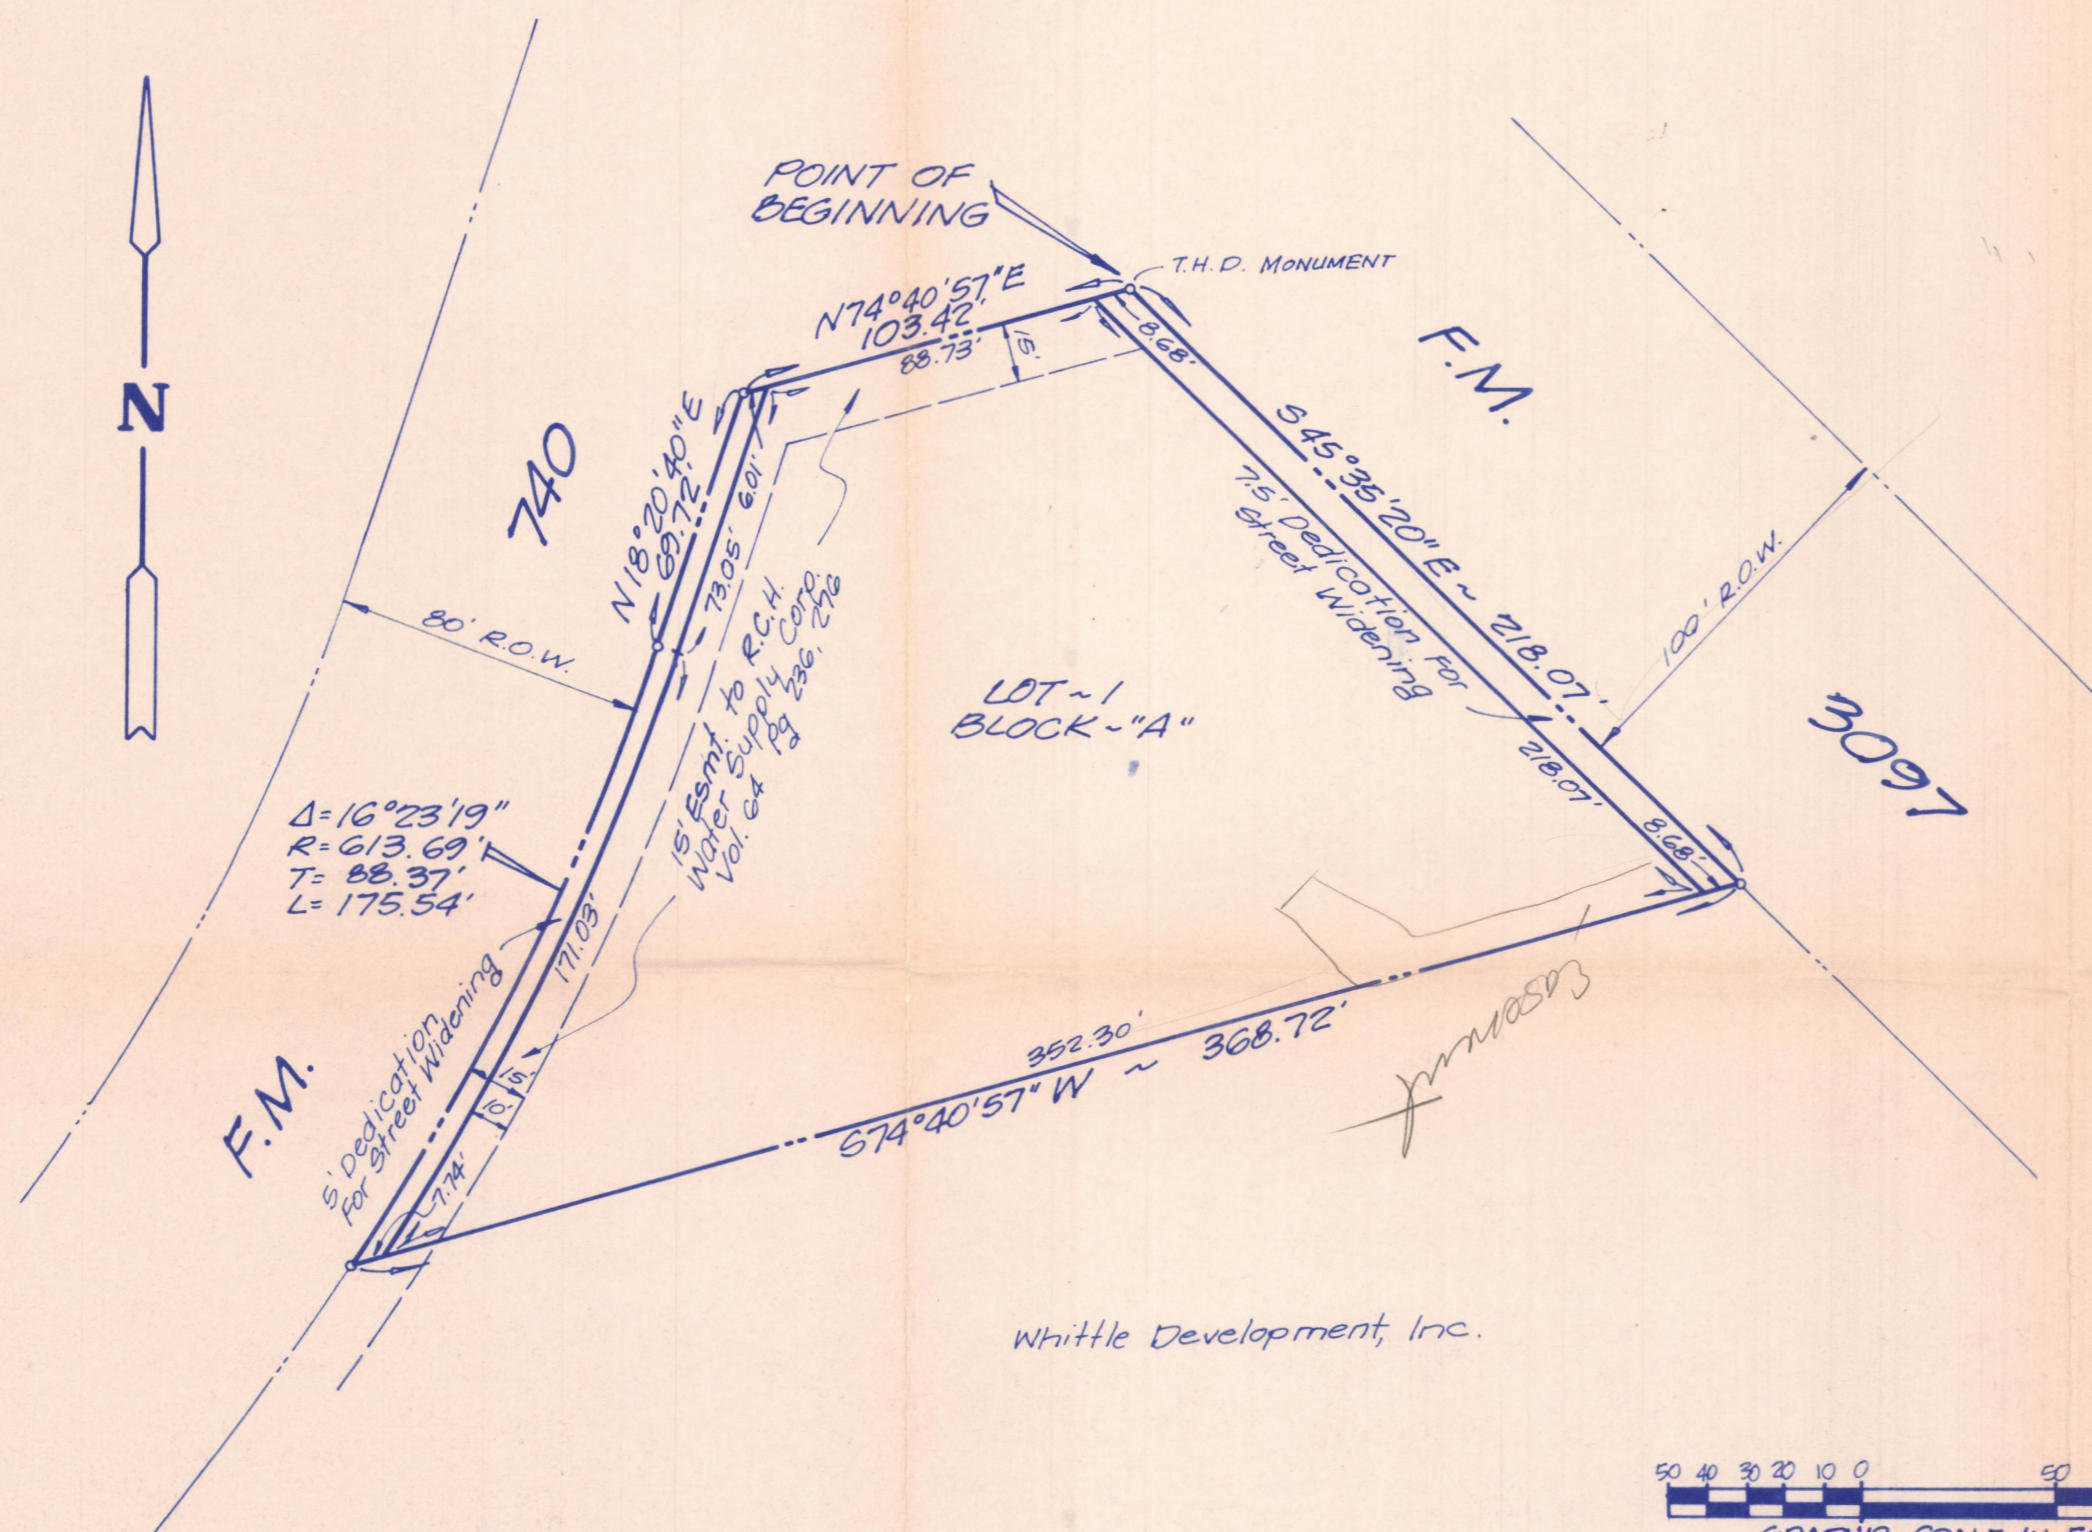 POINT OF
BEGINNING
T.H.D. MONUMENT
N74°40'57"E
103.42'
88.73'
15'
8.68'
F.M.
3097
S45°35'20"E ~ 218.07'
7.5' Dedication For
Street Widening
218.07'
8.68'
100' R.O.W.
N
740
N18°20'40"E
69.72'
6.01'
73.05'
80' R.O.W.
15' Esmt. to R.C.H.
Water Supply Corp.
Vol. 64 Pg 236, 276
LOT ~ 1
BLOCK ~ "A"
Δ= 16°23'19"
R= 613.69'
T= 88.37'
L= 175.54'
171.03'
5' Dedication
For Street Widening
F.M.
15'
10'
7.74'
352.30'
S74°40'57"W ~ 368.72'
Easement
Whittle Development, Inc.
50 40 30 20 10 0 50